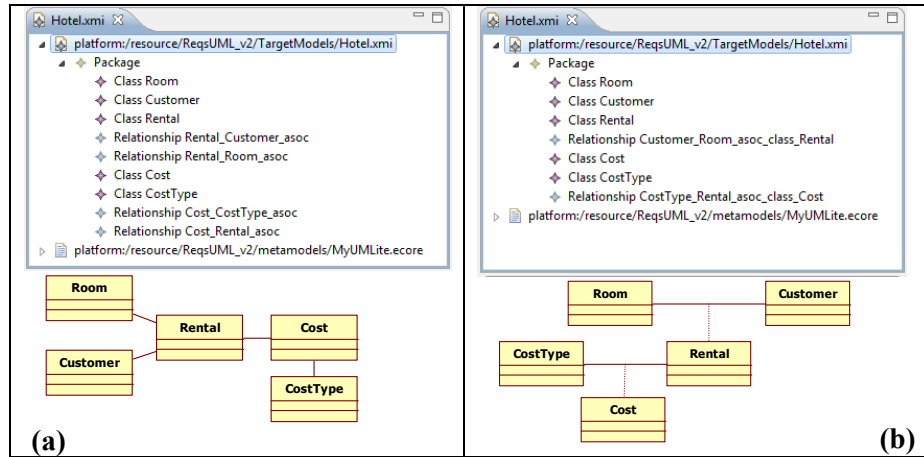 Hotel.xmi
platform:/resource/ReqsUML_v2/TargetModels/Hotel.xmi
Package
Class Room
Class Customer
Class Rental
Relationship Rental_Customer_asoc
Relationship Rental_Room_asoc
Class Cost
Class CostType
Relationship Cost_CostType_asoc
Relationship Cost_Rental_asoc
platform:/resource/ReqsUML_v2/metamodels/MyUMLite.ecore
Room
Rental
Cost
Customer
CostType
(a)
Hotel.xmi
platform:/resource/ReqsUML_v2/TargetModels/Hotel.xmi
Package
Class Room
Class Customer
Class Rental
Relationship Customer_Room_asoc_class_Rental
Class Cost
Class CostType
Relationship CostType_Rental_asoc_class_Cost
platform:/resource/ReqsUML_v2/metamodels/MyUMLite.ecore
Room
Customer
CostType
Rental
Cost
(b)